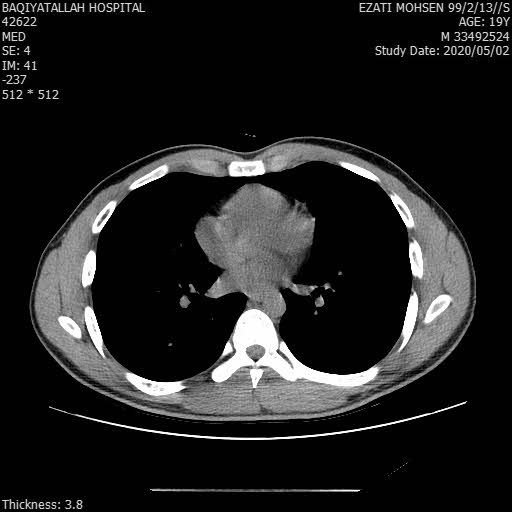 BAQIYATALLAH HOSPITAL
42622
MED
SE: 4
IM: 41
-237
512 * 512
EZATI MOHSEN 99/2/13//S
AGE: 19Y
M 33492524
Study Date: 2020/05/02
Thickness: 3.8